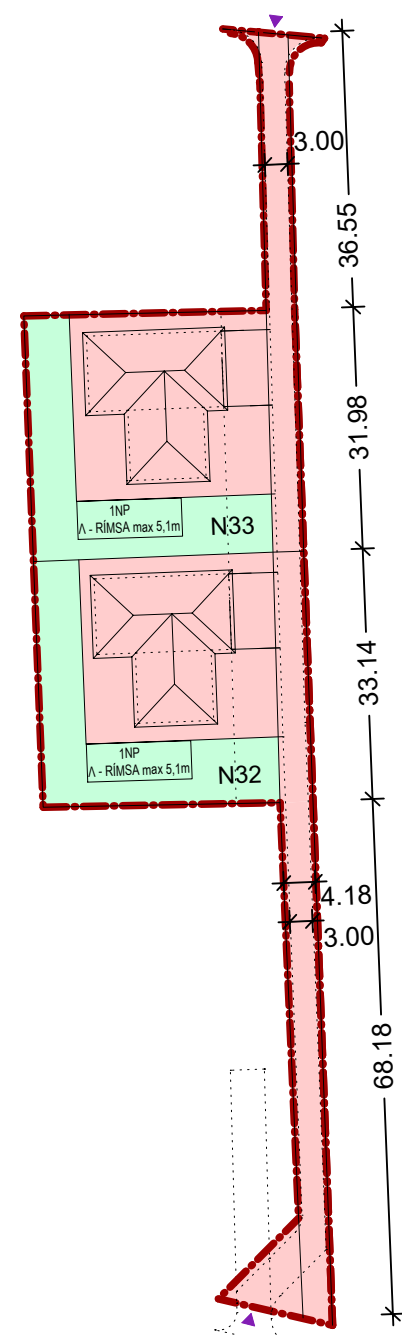 3.00
36.55
31.98
1NP
Λ - RÍMSA max 5,1m
N33
33.14
1NP
Λ - RÍMSA max 5,1m
N32
4.18
3.00
68.18